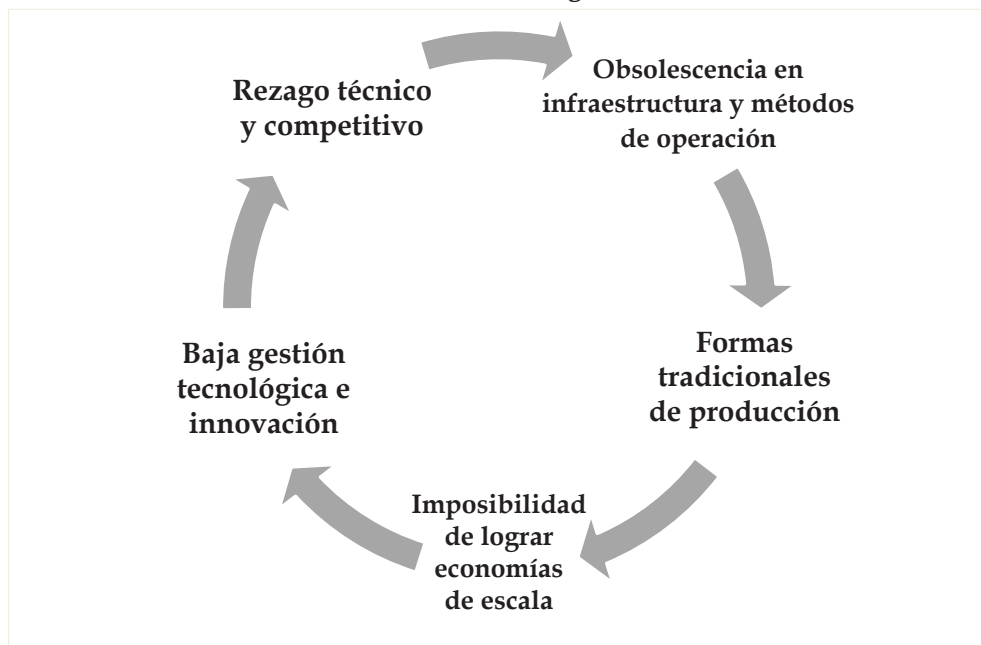 Rezago técnico
y competitivo
Obsolescencia en
infraestructura y métodos
de operación
Formas
tradicionales
de producción
Imposibilidad
de lograr
economías
de escala
Baja gestión
tecnológica e
innovación